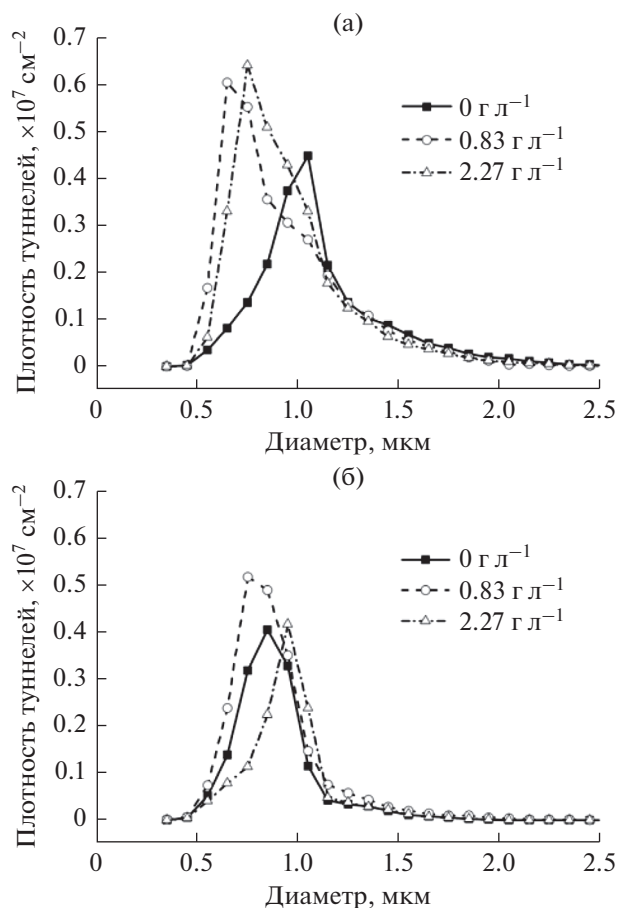 (а)
Плотность туннелей, ×10⁷ см⁻²
0.7
0.6
0.5
0.4
0.3
0.2
0.1
0
0 г л⁻¹
0.83 г л⁻¹
2.27 г л⁻¹
0 0.5 1.0 1.5 2.0 2.5
Диаметр, мкм
(б)
Плотность туннелей, ×10⁷ см⁻²
0.7
0.6
0.5
0.4
0.3
0.2
0.1
0
0 г л⁻¹
0.83 г л⁻¹
2.27 г л⁻¹
0 0.5 1.0 1.5 2.0 2.5
Диаметр, мкм